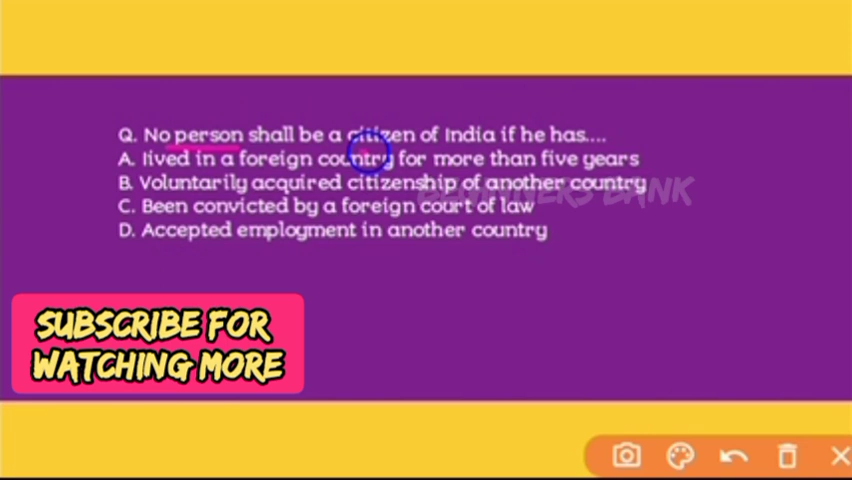 Q. No person shall be a citizen of India if he has....
A. lived in a foreign country for more than five years
B. Voluntarily acquired citizenship of another country
C. Been convicted by a foreign court of law
D. Accepted employment in another country
BEGINNERS BANK
SUBSCRIBE FOR
WATCHING MORE